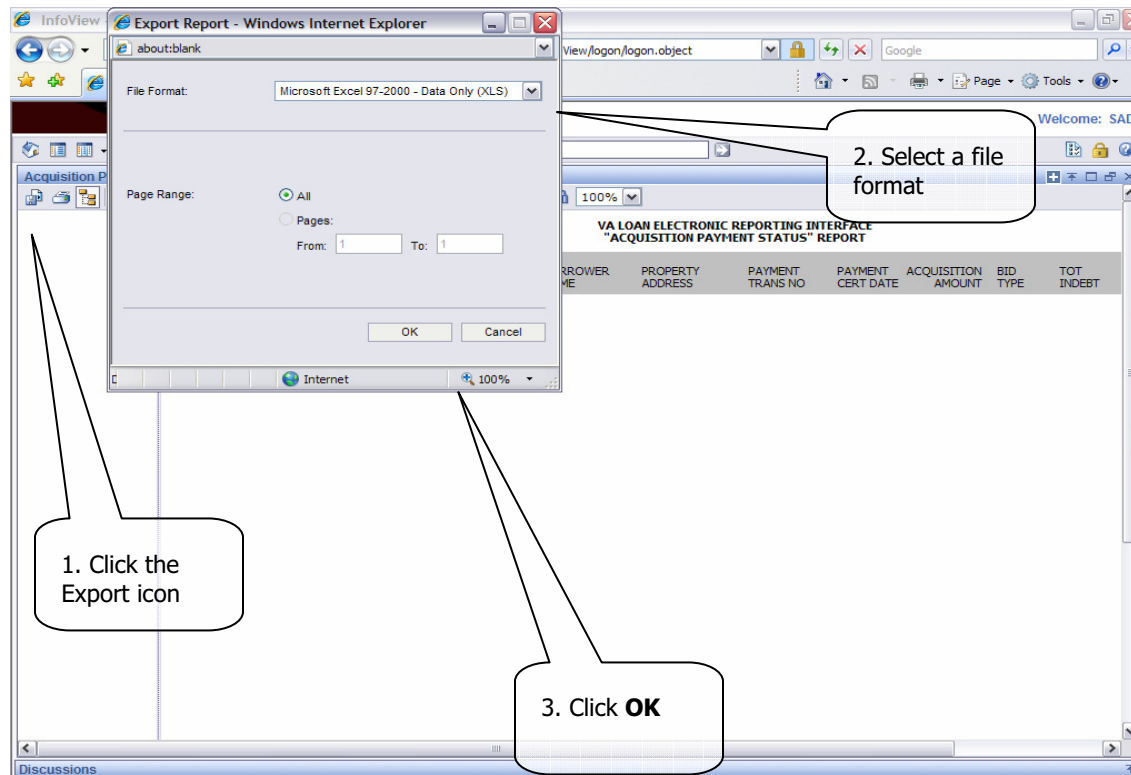 InfoView
Export Report - Windows Internet Explorer
about:blank
View/logon/logon.object
Google
Page
Tools
File Format:
Microsoft Excel 97-2000 - Data Only (XLS)
Welcome: SAD
2. Select a file
format
Acquisition P
Page Range:
All
100%
Pages:
From: 1 To: 1
VA LOAN ELECTRONIC REPORTING INTERFACE
"ACQUISITION PAYMENT STATUS" REPORT
RROWER PROPERTY PAYMENT PAYMENT ACQUISITION BID TOT
ME ADDRESS TRANS NO CERT DATE AMOUNT TYPE INDEBT
OK Cancel
Internet 100%
1. Click the
Export icon
3. Click OK
Discussions